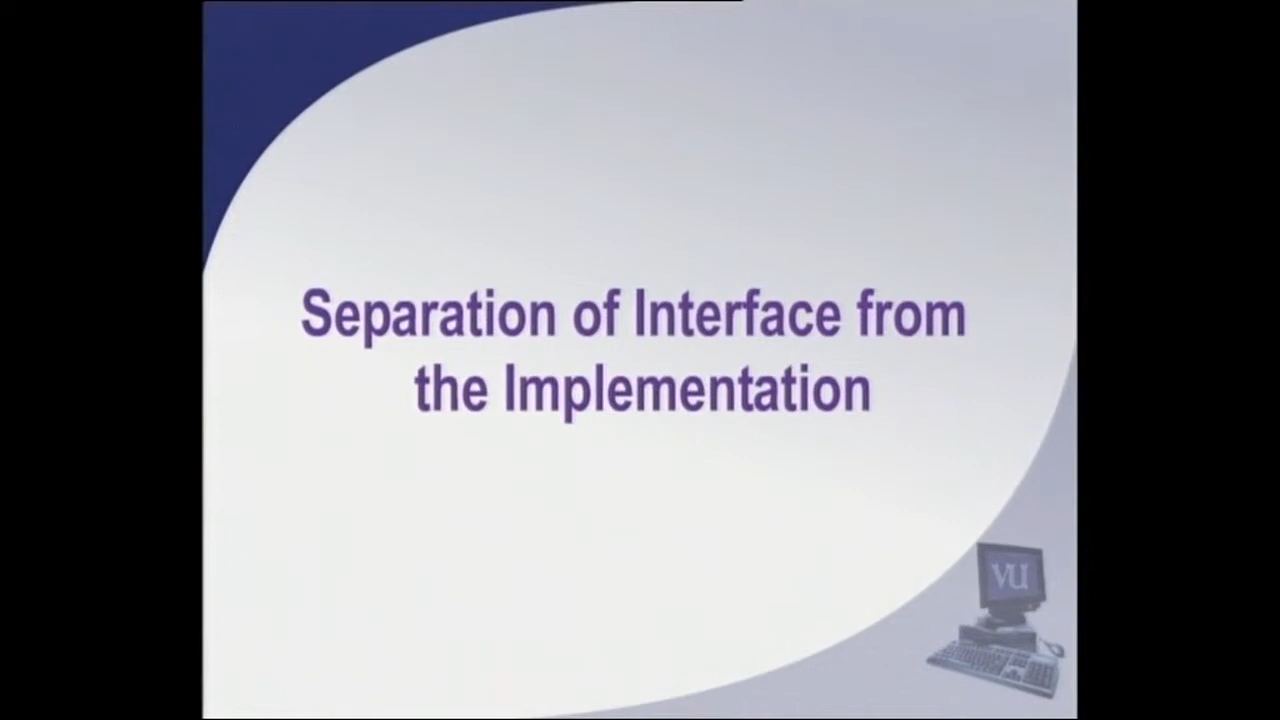 Separation of Interface from
the Implementation
VU